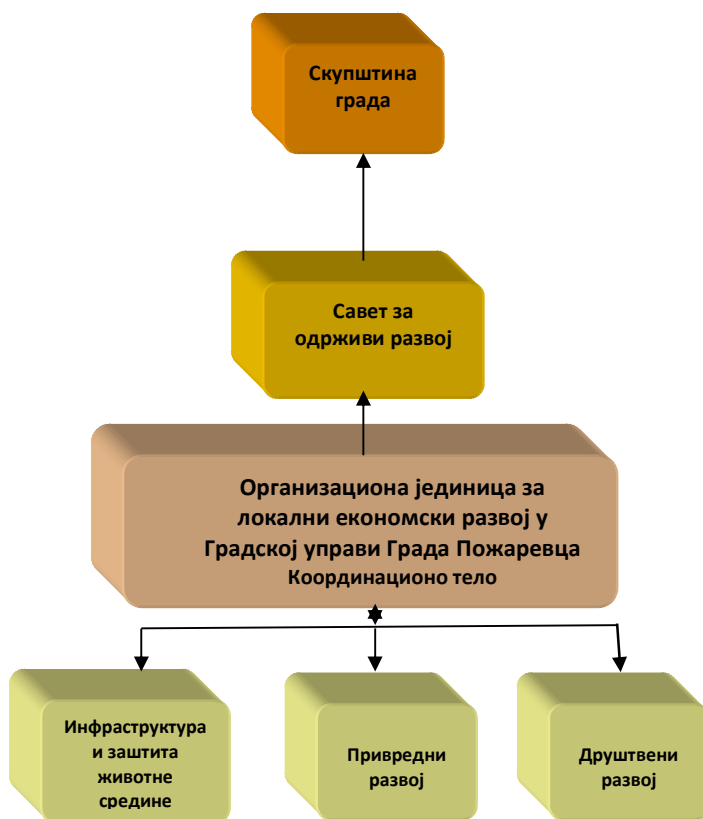 Скупштина
града
Савет за
одрживи развој
Организациона јединица за
локални економски развој у
Градској управи Града Пожаревца
Координационо тело
Инфраструктура
и заштита
животне
средине
Привредни
развој
Друштвени
развој